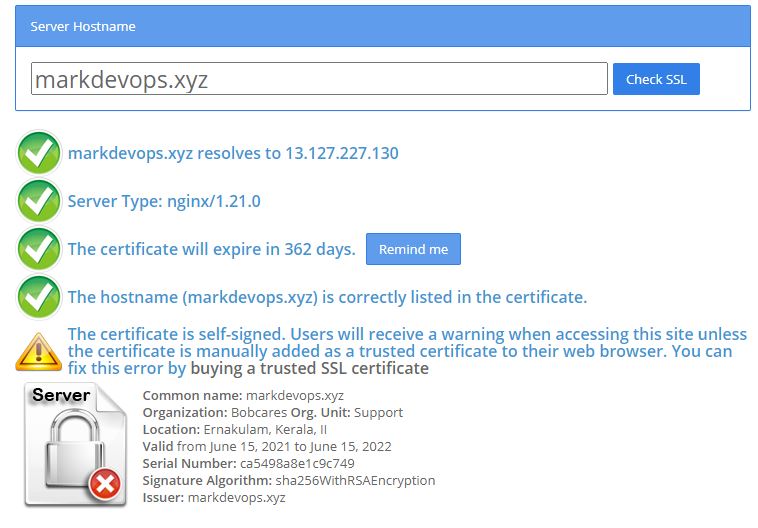 Server Hostname
markdevops.xyz Check SSL
markdevops.xyz resolves to 13.127.227.130
Server Type: nginx/1.21.0
The certificate will expire in 362 days. Remind me
The hostname (markdevops.xyz) is correctly listed in the certificate.
The certificate is self-signed. Users will receive a warning when accessing this site unless
the certificate is manually added as a trusted certificate to their web browser. You can
fix this error by buying a trusted SSL certificate
Server
Common name: markdevops.xyz
Organization: Bobcares Org. Unit: Support
Location: Ernakulam, Kerala, II
Valid from June 15, 2021 to June 15, 2022
Serial Number: ca5498a8e1c9c749
Signature Algorithm: sha256WithRSAEncryption
Issuer: markdevops.xyz